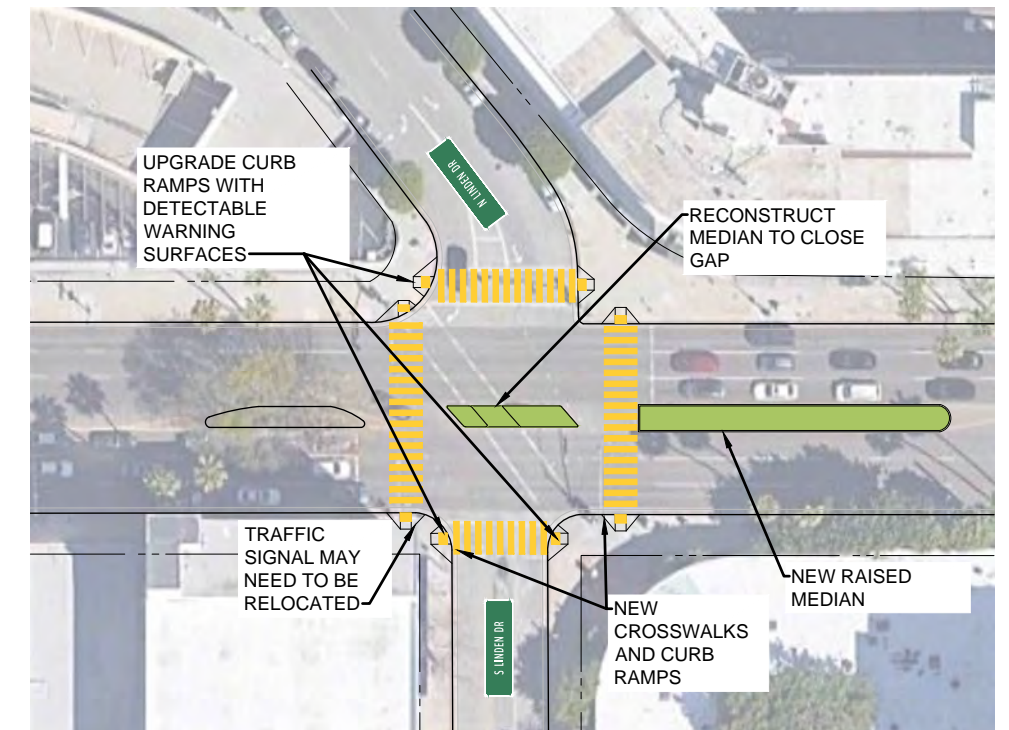 N LINDEN DR
UPGRADE CURB
RAMPS WITH
DETECTABLE
WARNING
SURFACES
RECONSTRUCT
MEDIAN TO CLOSE
GAP
TRAFFIC
SIGNAL MAY
NEED TO BE
RELOCATED
S LINDEN DR
NEW
CROSSWALKS
AND CURB
RAMPS
NEW RAISED
MEDIAN